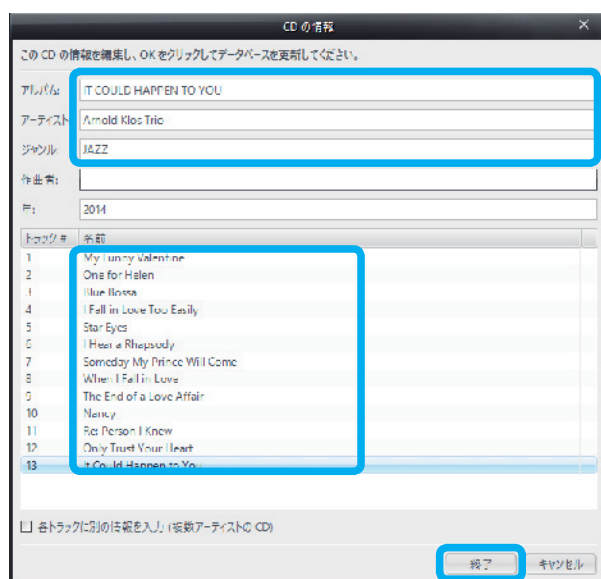 CD の情報
この CD の情報を編集し、OK をクリックしてデータベースを更新してください。
アルバム: IT COULD HAPPEN TO YOU
アーティスト Arnold Klos Trio
ジャンル: JAZZ
作曲者:
年: 2014
トラック # 名前
1 My Funny Valentine
2 One for Helen
3 Blue Bossa
4 I Fall in Love Too Easily
5 Star Eyes
6 I Hear a Rhapsody
7 Someday My Prince Will Come
8 When I Fall in Love
9 The End of a Love Affair
10 Nancy
11 Re: Person I Knew
12 Only Trust Your Heart
13 It Could Happen to You
各トラックに別の情報を入力 (複数アーティストの CD)
終了 キャンセル